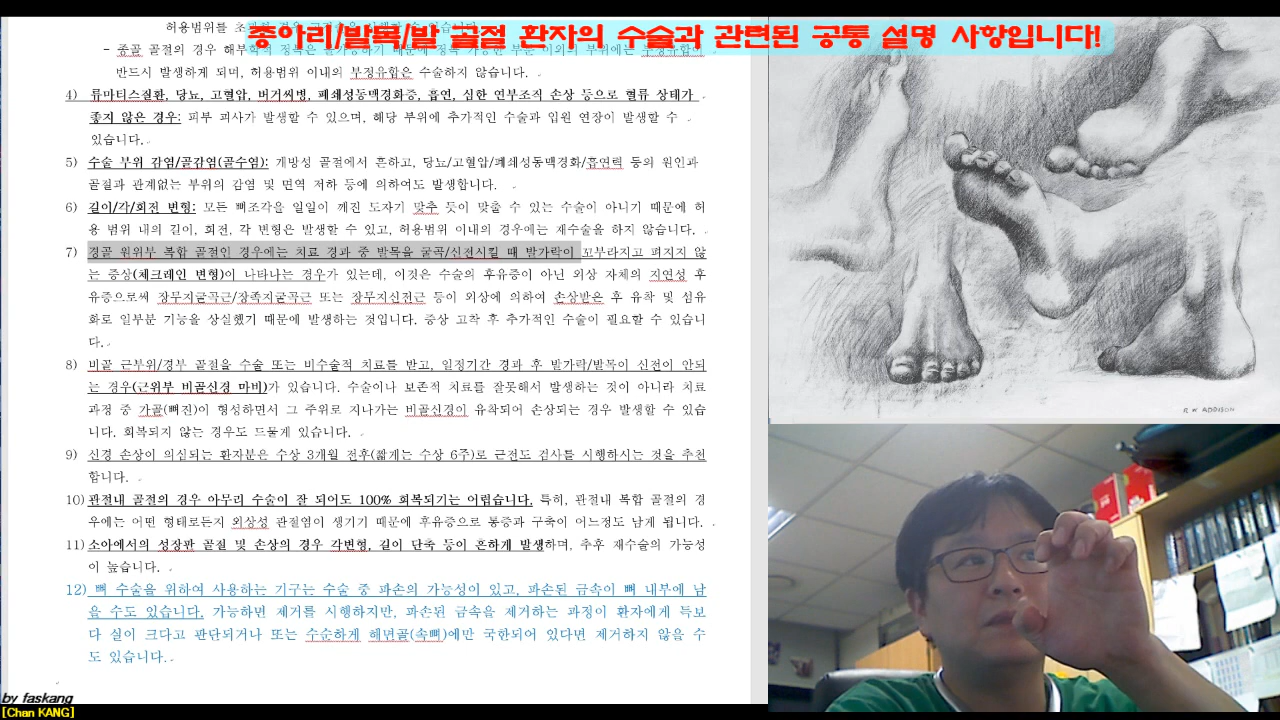 종아리/발목/발 골절 환자의 수술과 관련된 공통 설명 사항입니다!
허용범위를 초
- 종골 골절의 경우 해부
반드시 발생하게 되며, 허용범위 이내의 부정유합은 수술하지 않습니다.
4) 류마티스질환, 당뇨, 고혈압, 버거씨병, 폐쇄성동맥경화증, 흡연, 심한 연부조직 손상 등으로 혈류 상태가
좋지 않은 경우: 피부 괴사가 발생할 수 있으며, 해당 부위에 추가적인 수술과 입원 연장이 발생할 수
있습니다.
5) 수술 부위 감염/골감염(골수염): 개방성 골절에서 흔하고, 당뇨/고혈압/폐쇄성동맥경화/흡연력 등의 원인과
골절과 관계없는 부위의 감염 및 면역 저하 등에 의하여도 발생합니다.
6) 길이/각/회전 변형: 모든 뼈조각을 일일이 깨진 도자기 맞추 듯이 맞출 수 있는 수술이 아니기 때문에 허
용 범위 내의 길이, 회전, 각 변형은 발생할 수 있고, 허용범위 이내의 경우에는 재수술을 하지 않습니다.
7) 경골 원위부 복합 골절인 경우에는 치료 경과 중 발목을 굴곡/신전시킬 때 발가락이 꼬부라지고 펴지지 않
는 증상(체크레인 변형)이 나타나는 경우가 있는데, 이것은 수술의 후유증이 아닌 외상 자체의 지연성 후
유증으로써 장무지굴곡근/장족지굴곡근 또는 장무지신전근 등이 외상에 의하여 손상받은 후 유착 및 섬유
화로 일부분 기능을 상실했기 때문에 발생하는 것입니다. 증상 고착 후 추가적인 수술이 필요할 수 있습니
다.
8) 비골 근부위/경부 골절을 수술 또는 비수술적 치료를 받고, 일정기간 경과 후 발가락/발목이 신전이 안되
는 경우(근위부 비골신경 마비)가 있습니다. 수술이나 보존적 치료를 잘못해서 발생하는 것이 아니라 치료
과정 중 가골(뼈진)이 형성하면서 그 주위로 지나가는 비골신경이 유착되어 손상되는 경우 발생할 수 있습
니다. 회복되지 않는 경우도 드물게 있습니다.
9) 신경 손상이 의심되는 환자분은 수상 3개월 전후(짧게는 수상 6주)로 근전도 검사를 시행하시는 것을 추천
합니다.
10) 관절내 골절의 경우 아무리 수술이 잘 되어도 100% 회복되기는 어렵습니다. 특히, 관절내 복합 골절의 경
우에는 어떤 형태로든지 외상성 관절염이 생기기 때문에 후유증으로 통증과 구축이 어느정도 남게 됩니다.
11) 소아에서의 성장판 골절 및 손상의 경우 각변형, 길이 단축 등이 흔하게 발생하며, 추후 재수술의 가능성
이 높습니다.
12) 뼈 수술을 위하여 사용하는 기구는 수술 중 파손의 가능성이 있고, 파손된 금속이 뼈 내부에 남
을 수도 있습니다. 가능하면 제거를 시행하지만, 파손된 금속을 제거하는 과정이 환자에게 득보
다 실이 크다고 판단되거나 또는 수순하게 해면골(속뼈)에만 국한되어 있다면 제거하지 않을 수
도 있습니다.
R W ADDISON
by faskang
[Chan KANG]